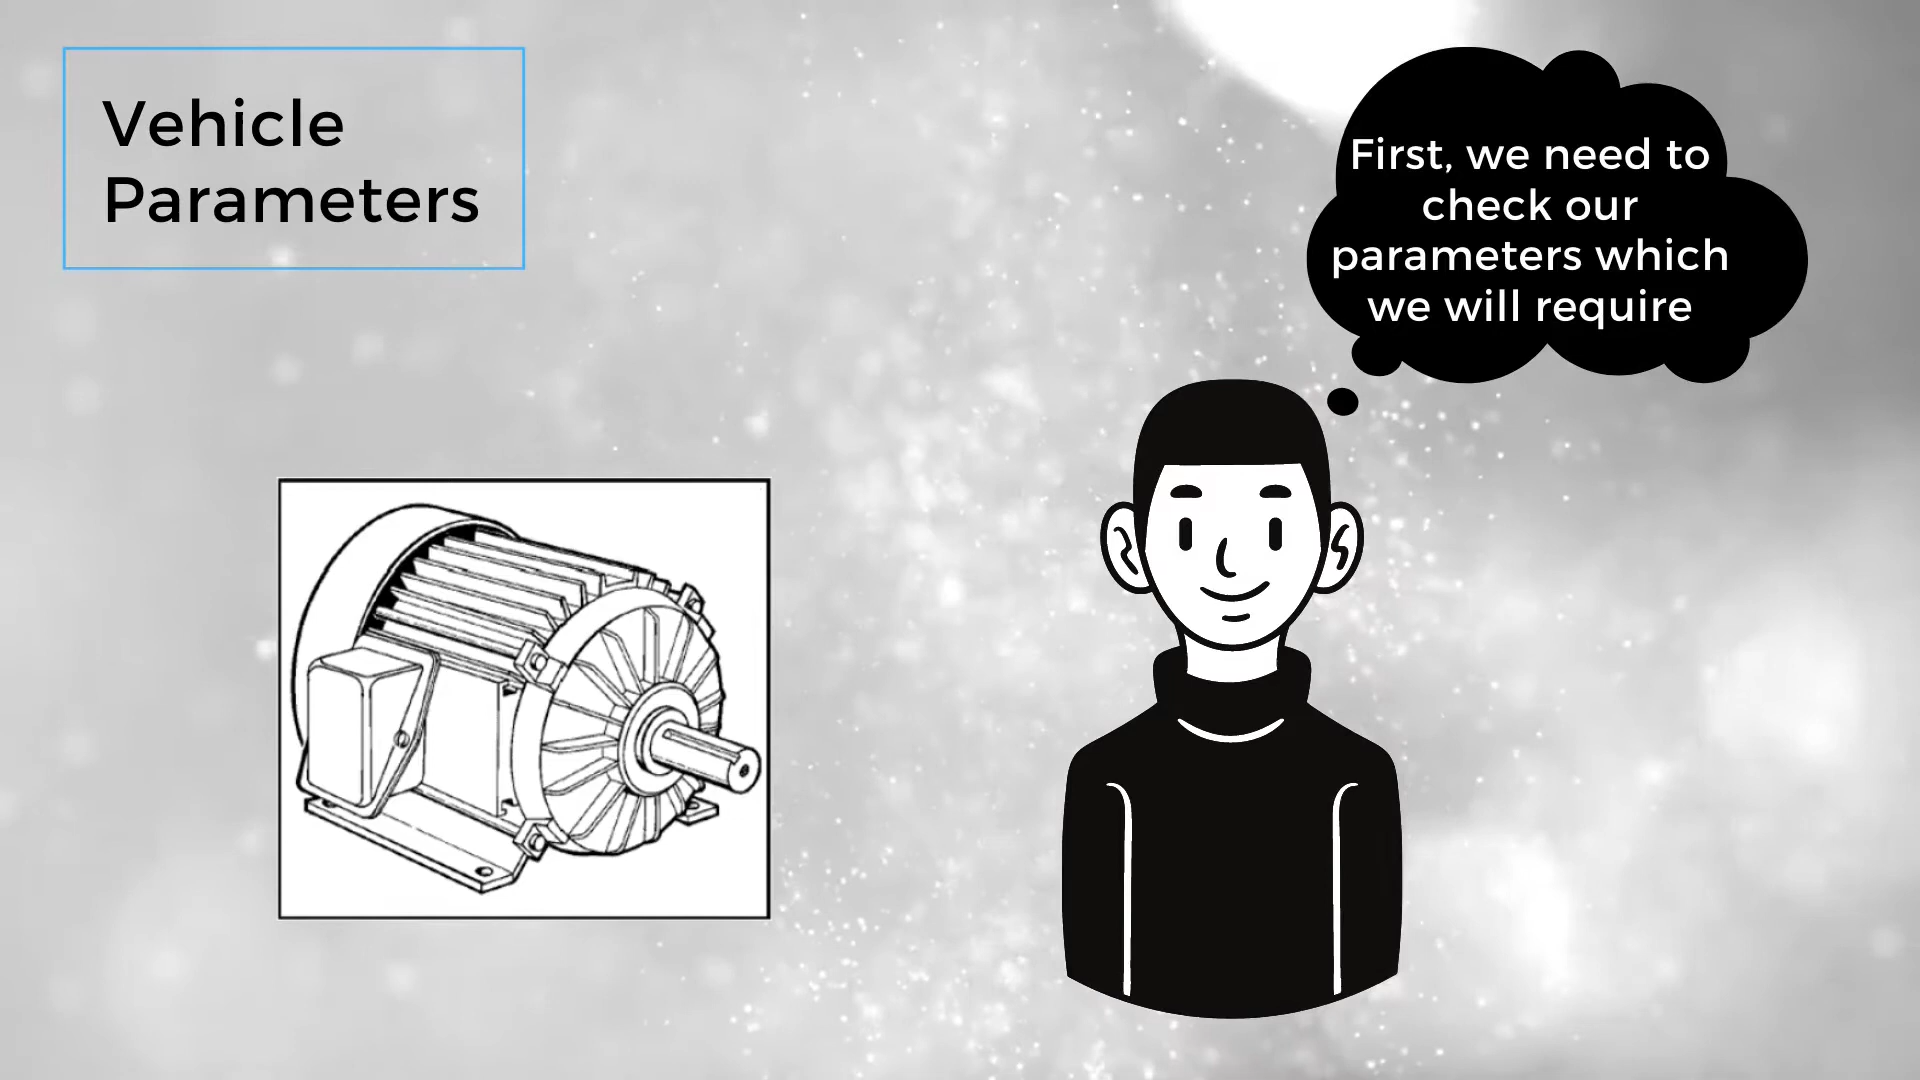 Vehicle
Parameters
First, we need to
check our
parameters which
we will require